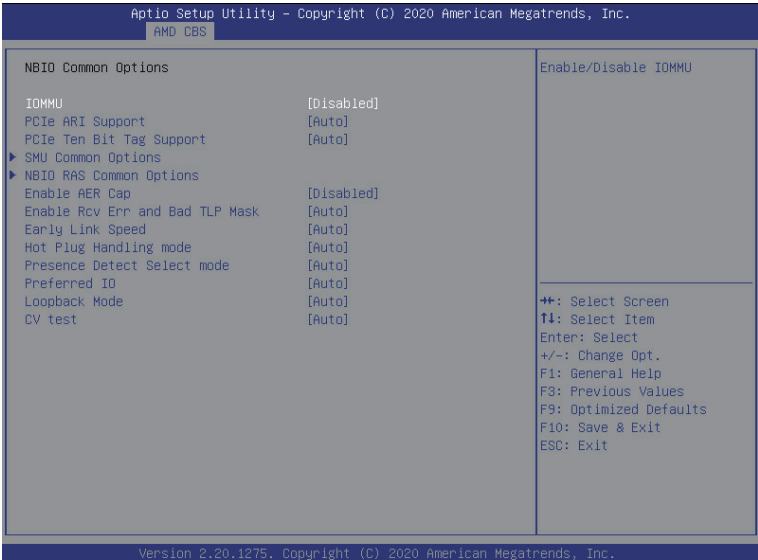 Aptio Setup Utility – Copyright (C) 2020 American Megatrends, Inc.
AMD CBS
NBIO Common Options
IOMMU [Disabled]
PCIe ARI Support [Auto]
PCIe Ten Bit Tag Support [Auto]
SMU Common Options
NBIO RAS Common Options
Enable AER Cap [Disabled]
Enable Rcv Err and Bad TLP Mask [Auto]
Early Link Speed [Auto]
Hot Plug Handling mode [Auto]
Presence Detect Select mode [Auto]
Preferred IO [Auto]
Loopback Mode [Auto]
CV test [Auto]
Enable/Disable IOMMU
→←: Select Screen
↑↓: Select Item
Enter: Select
+/-: Change Opt.
F1: General Help
F3: Previous Values
F9: Optimized Defaults
F10: Save & Exit
ESC: Exit
Version 2.20.1275. Copyright (C) 2020 American Megatrends, Inc.